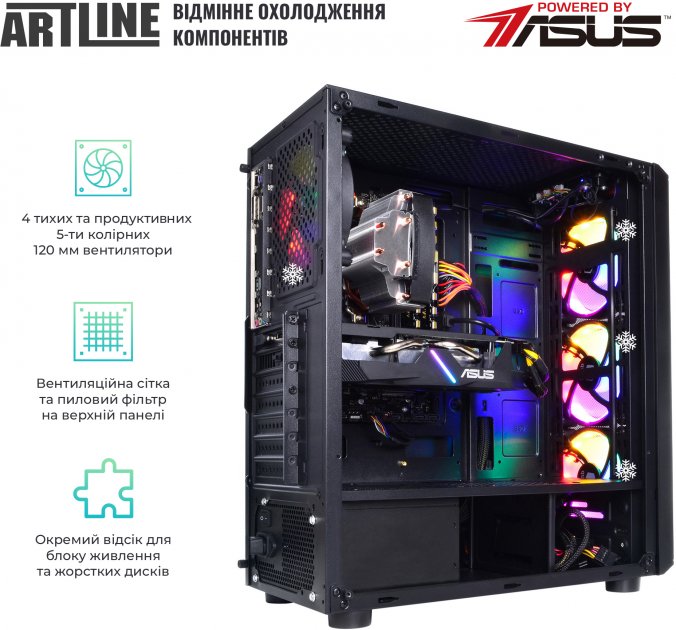 ARTLINE
ВІДМІННЕ ОХОЛОДЖЕННЯ
КОМПОНЕНТІВ
POWERED BY
ASUS
4 тихих та продуктивних
5-ти колірних
120 мм вентилятори
Вентиляційна сітка
та пиловий фільтр
на верхній панелі
Окремий відсік для
блоку живлення
та жорстких дисків
ASUS